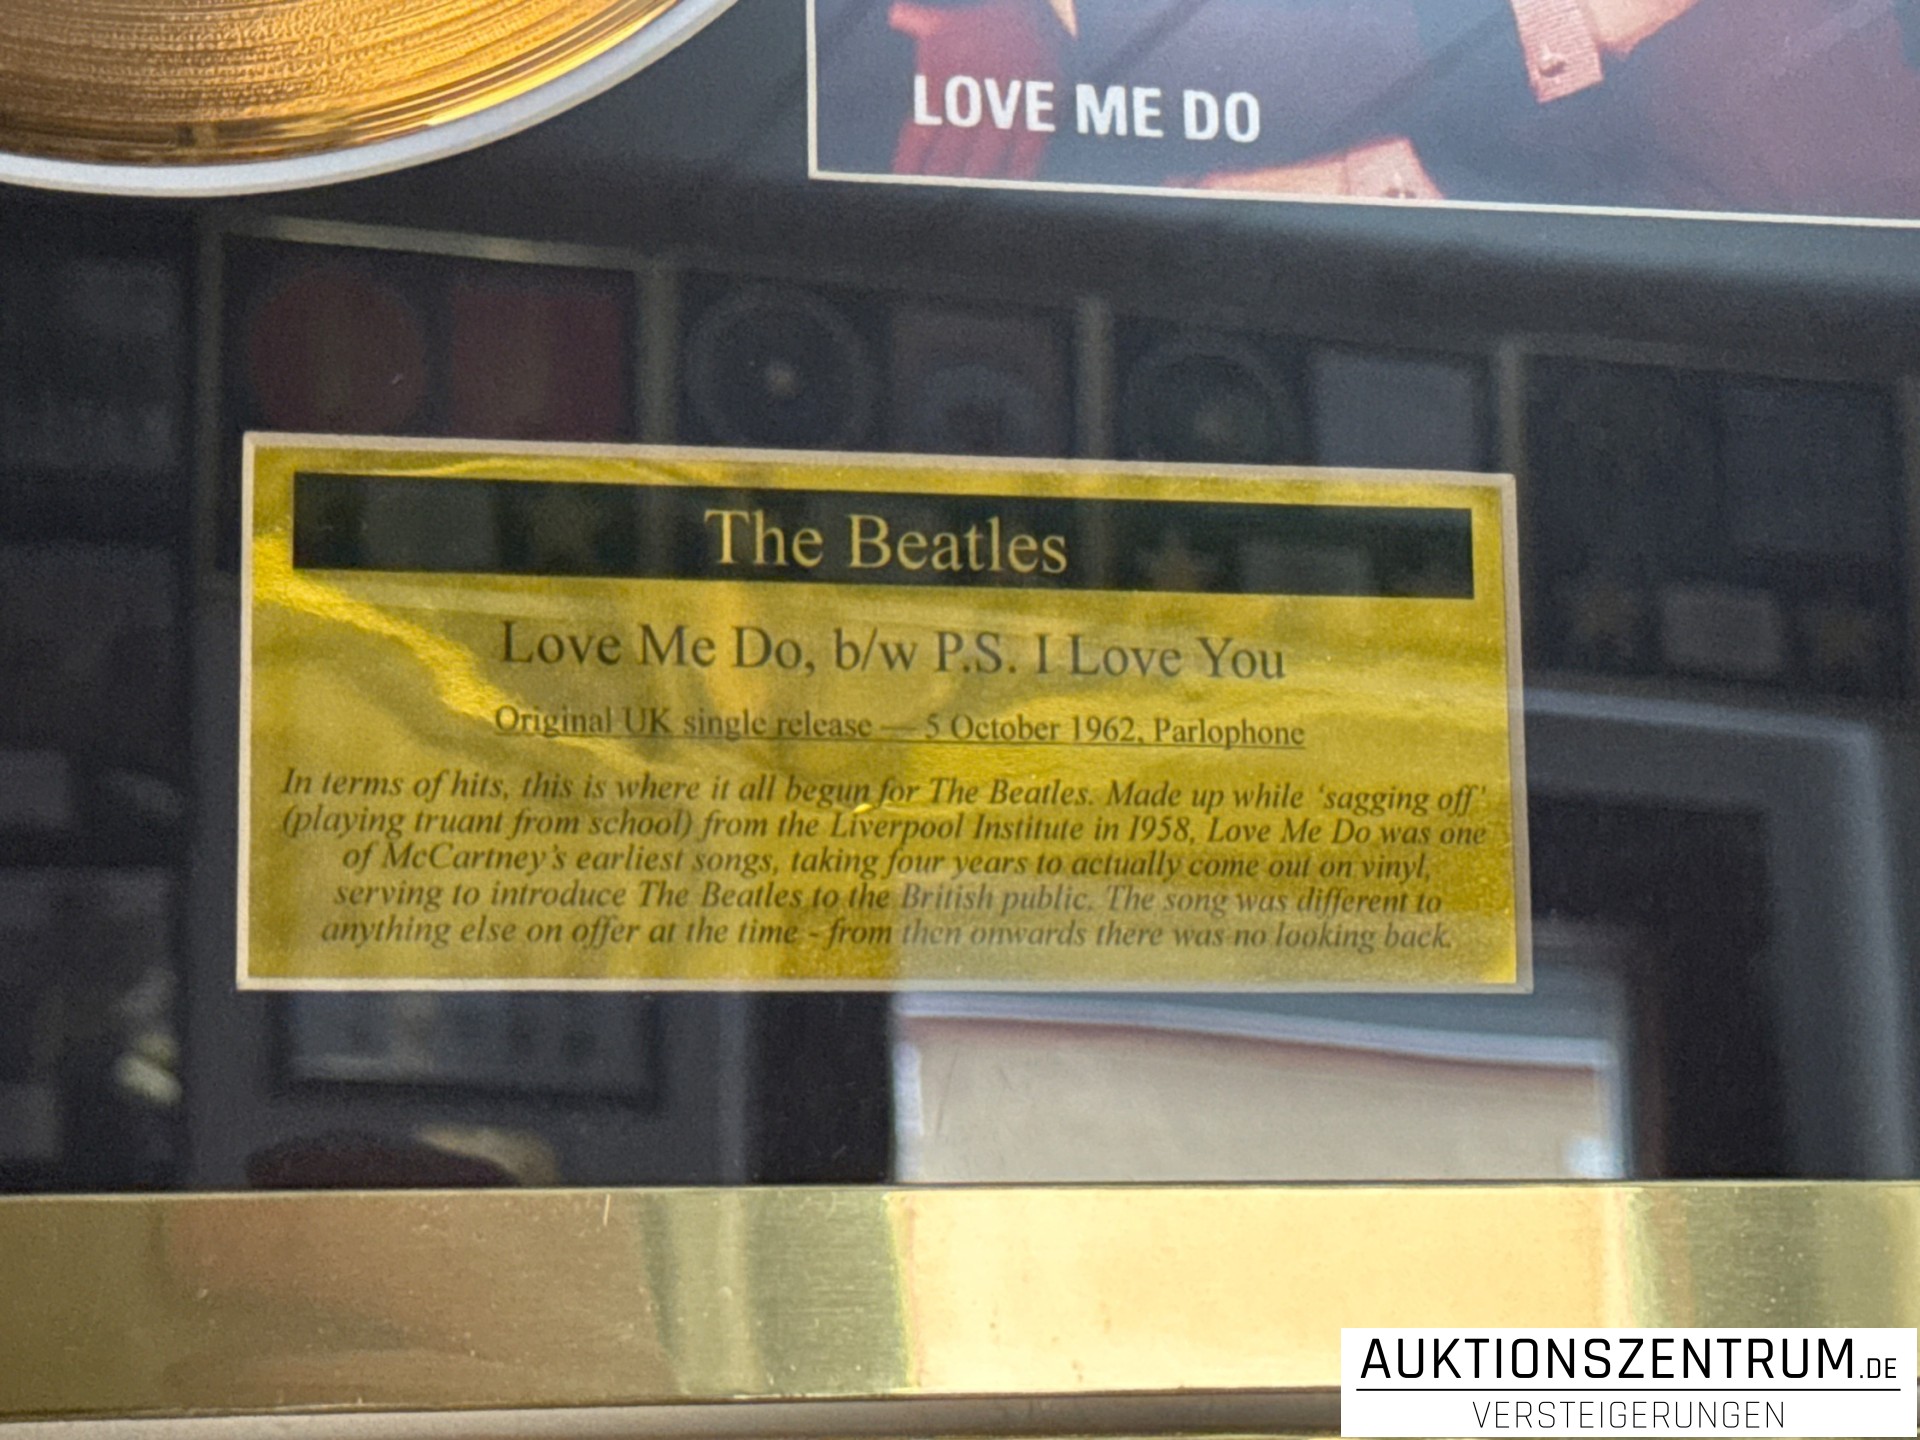 LOVE ME DO
The Beatles
Love Me Do, b/w P.S. I Love You
Original UK single release — 5 October 1962, Parlophone
In terms of hits, this is where it all begun for The Beatles. Made up while ‘sagging off’
(playing truant from school) from the Liverpool Institute in 1958, Love Me Do was one
of McCartney’s earliest songs, taking four years to actually come out on vinyl,
serving to introduce The Beatles to the British public. The song was different to
anything else on offer at the time - from then onwards there was no looking back.
AUKTIONSZENTRUM.DE
VERSTEIGERUNGEN